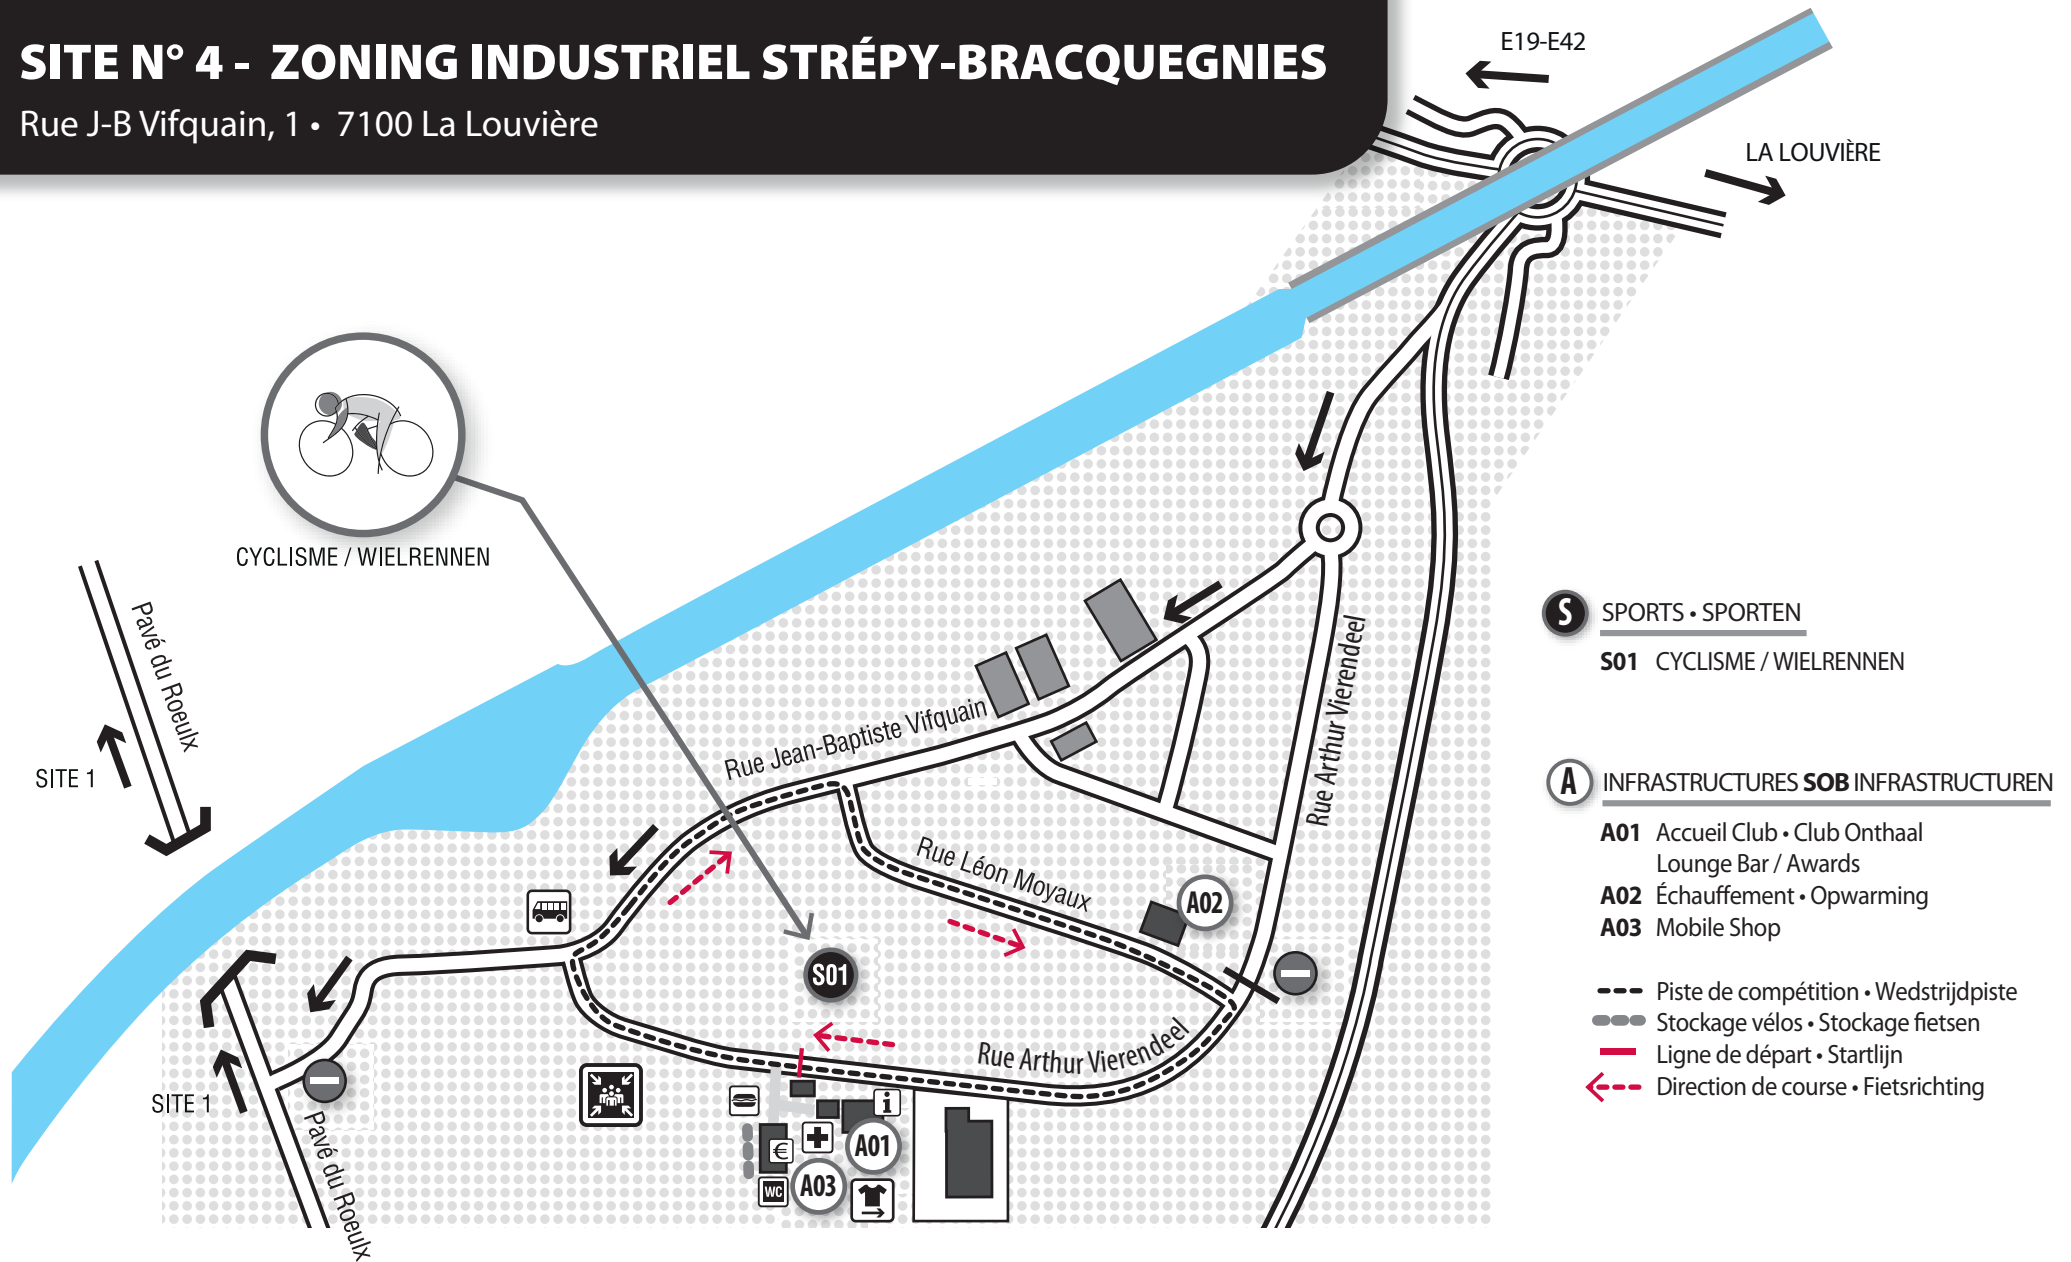 SITE N° 4 - ZONING INDUSTRIEL STRÉPY-BRACQUEGNIES
Rue J-B Vifquain, 1 • 7100 La Louvière
E19-E42
LA LOUVIÈRE
CYCLISME / WIELRENNEN
Pavé du Roeulx
SITE 1
Rue Jean-Baptiste Vifquain
Rue Arthur Vierendeel
Rue Léon Moyaux
A02
S01
Rue Arthur Vierendeel
SITE 1
Pavé du Roeulx
i
€
A01
A03
WC
S SPORTS • SPORTEN
S01 CYCLISME / WIELRENNEN
A INFRASTRUCTURES SOB INFRASTRUCTUREN
A01 Accueil Club • Club Onthaal
Lounge Bar / Awards
A02 Échauffement • Opwarming
A03 Mobile Shop
Piste de compétition • Wedstrijdpiste
Stockage vélos • Stockage fietsen
Ligne de départ • Startlijn
Direction de course • Fietsrichting